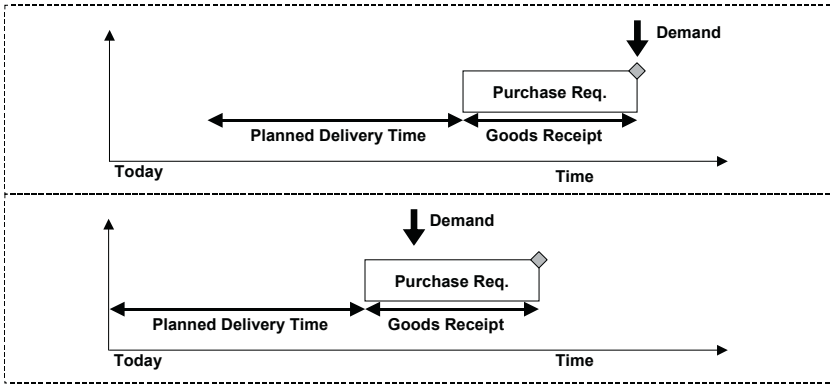 Demand
Purchase Req.
Planned Delivery Time
Goods Receipt
Today
Time
Demand
Purchase Req.
Planned Delivery Time
Goods Receipt
Today
Time